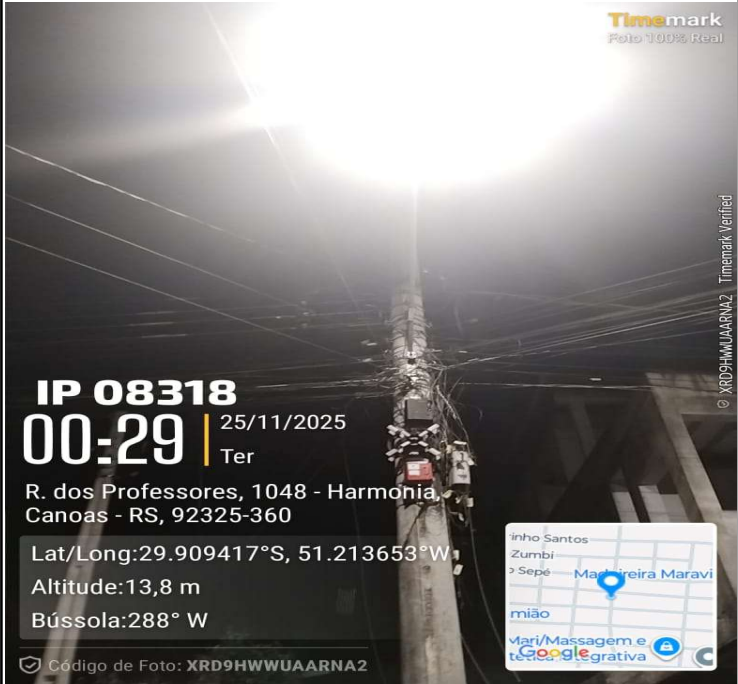 Timemark
Foto 100% Real
© XRD9HWWUAARNA2 Timemark Verified
IP 08318
00:29
25/11/2025
Ter
R. dos Professores, 1048 - Harmonia,
Canoas - RS, 92325-360
Lat/Long:29.909417°S, 51.213653°W
Altitude:13,8 m
Bússola:288° W
Código de Foto: XRD9HWWUAARNA2
inho Santos
Zumbi
Sepé
Madeireira Maravi
mião
Mari/Massagem e
Google
tegrativa